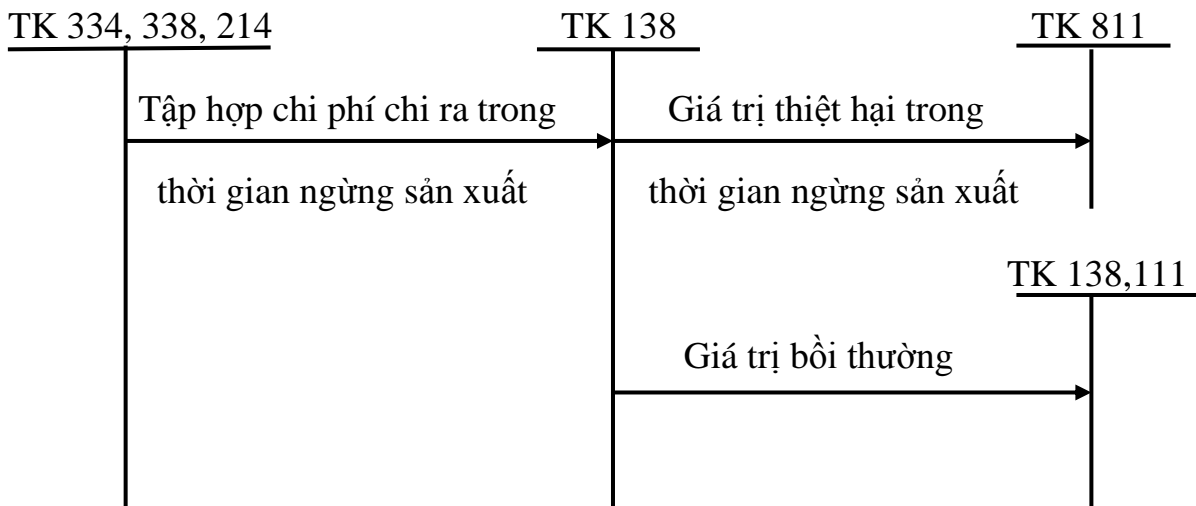 TK 334, 338, 214 TK 138 TK 811
Tập hợp chi phí chi ra trong Giá trị thiệt hại trong
thời gian ngừng sản xuất thời gian ngừng sản xuất
TK 138,111
Giá trị bồi thường